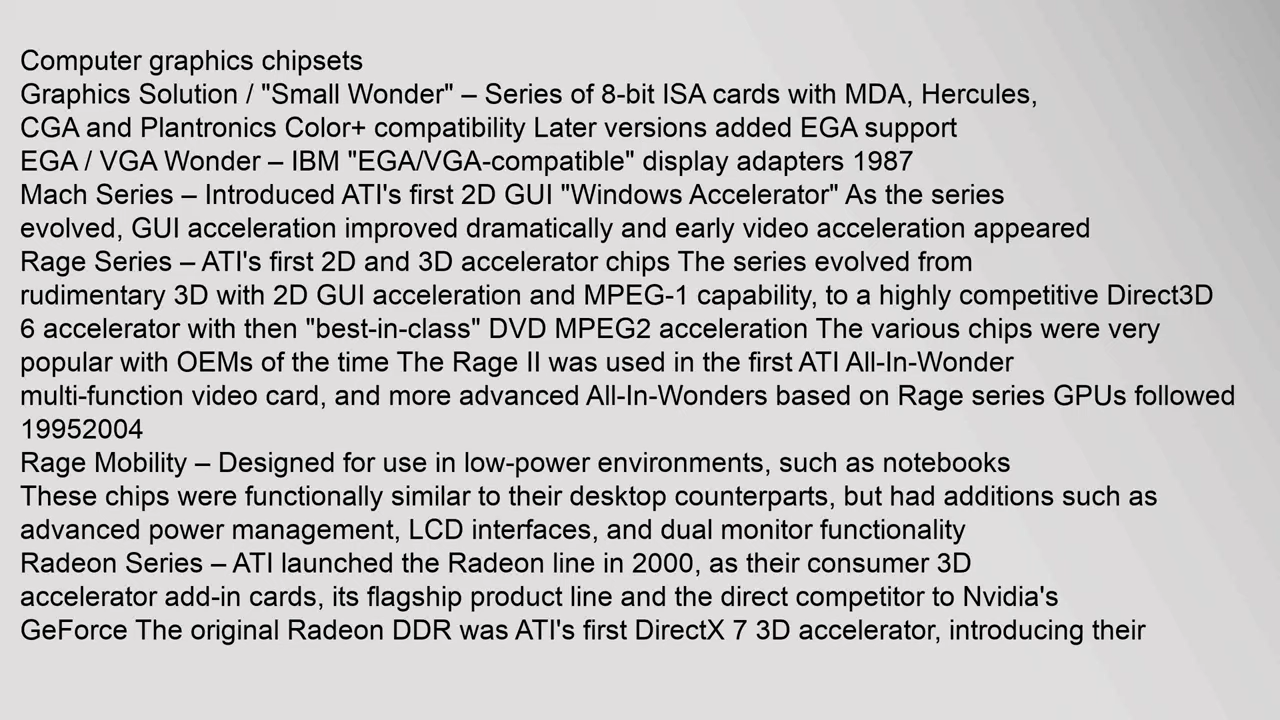 Computer graphics chipsets
Graphics Solution / "Small Wonder" – Series of 8-bit ISA cards with MDA, Hercules,
CGA and Plantronics Color+ compatibility Later versions added EGA support
EGA / VGA Wonder – IBM "EGA/VGA-compatible" display adapters 1987
Mach Series – Introduced ATI's first 2D GUI "Windows Accelerator" As the series
evolved, GUI acceleration improved dramatically and early video acceleration appeared
Rage Series – ATI's first 2D and 3D accelerator chips The series evolved from
rudimentary 3D with 2D GUI acceleration and MPEG-1 capability, to a highly competitive Direct3D
6 accelerator with then "best-in-class" DVD MPEG2 acceleration The various chips were very
popular with OEMs of the time The Rage II was used in the first ATI All-In-Wonder
multi-function video card, and more advanced All-In-Wonders based on Rage series GPUs followed
19952004
Rage Mobility – Designed for use in low-power environments, such as notebooks
These chips were functionally similar to their desktop counterparts, but had additions such as
advanced power management, LCD interfaces, and dual monitor functionality
Radeon Series – ATI launched the Radeon line in 2000, as their consumer 3D
accelerator add-in cards, its flagship product line and the direct competitor to Nvidia's
GeForce The original Radeon DDR was ATI's first DirectX 7 3D accelerator, introducing their